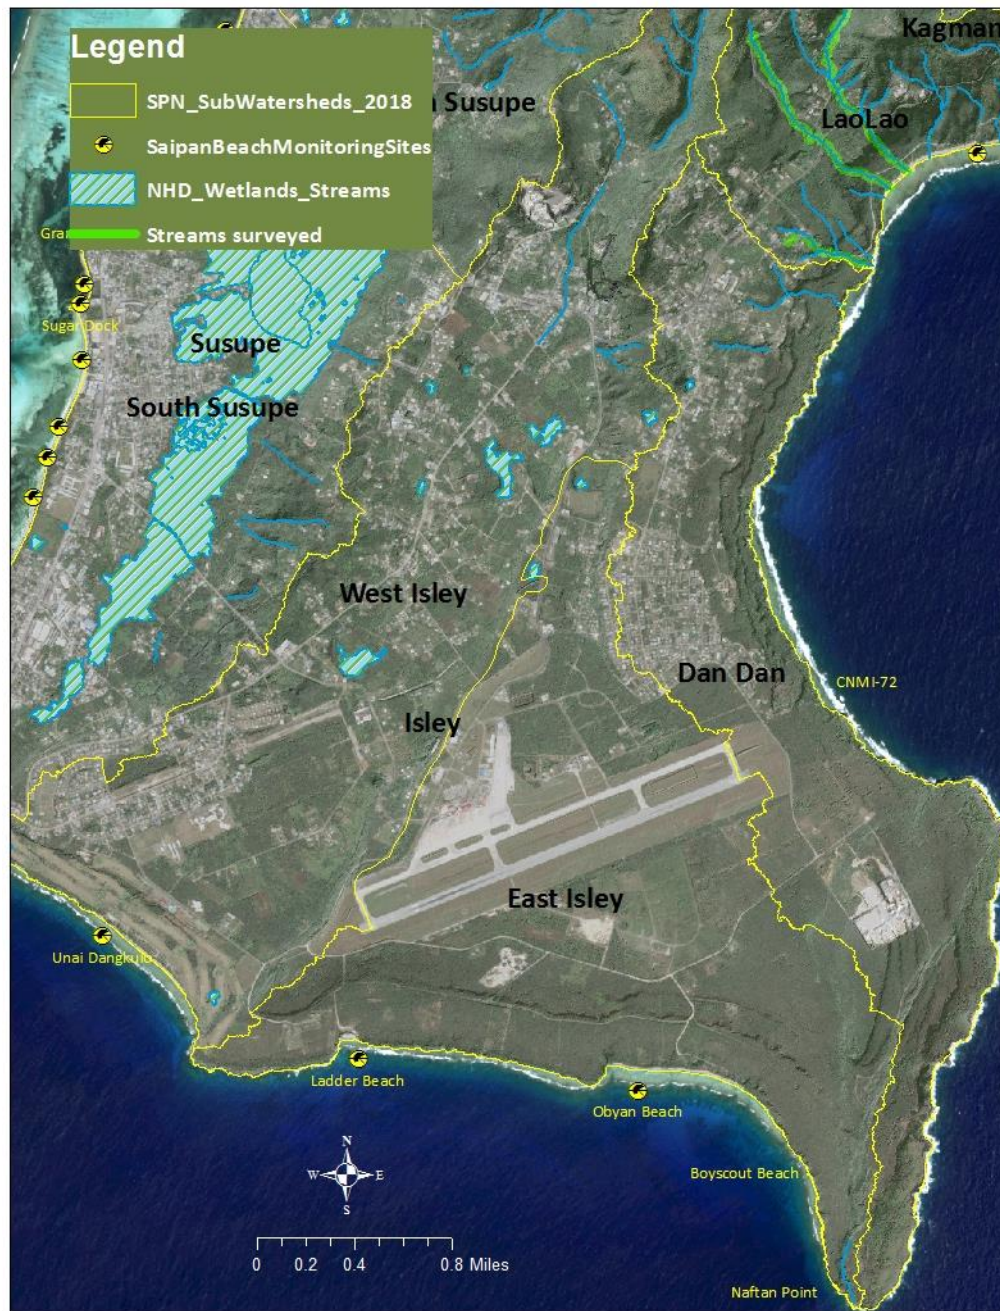 Legend
SPN_SubWatersheds_2018
SaipanBeachMonitoringSites
NHD_Wetlands_Streams
Streams surveyed
Kagman
Susupe
LaoLao
Sugar Dock
Susupe
South Susupe
West Isley
Dan Dan
CNMI-72
Isley
East Isley
Unai Dangkulo
Ladder Beach
Obyan Beach
Boyscout Beach
Naftan Point
N
W E
S
0 0.2 0.4 0.8 Miles